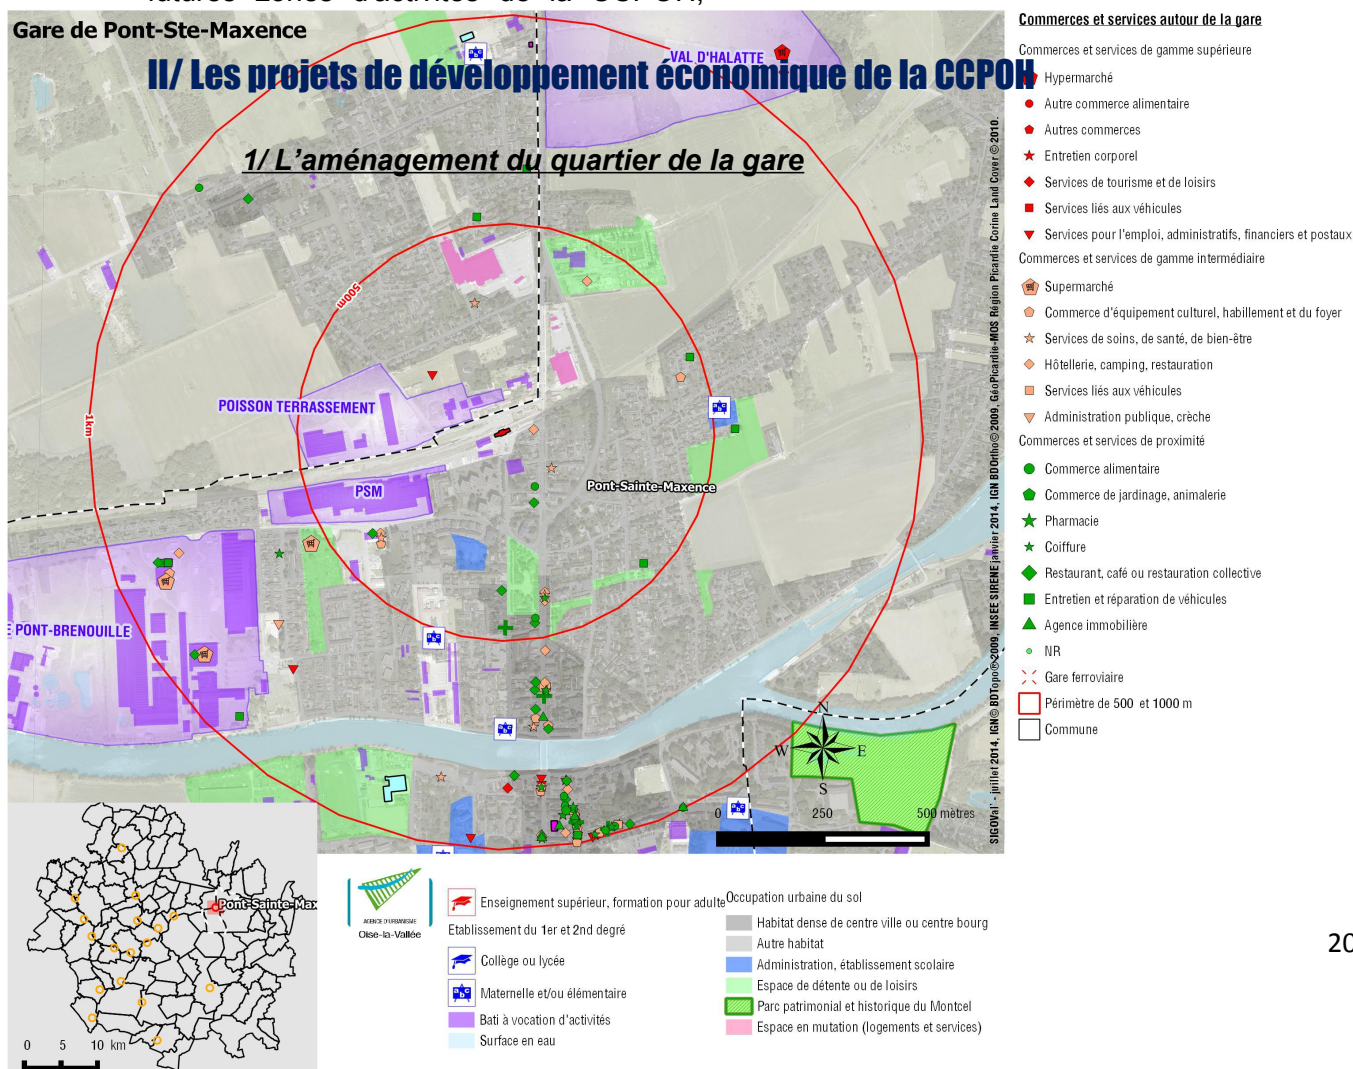 futures zones d'activités de la CCPOH,
Gare de Pont-Ste-Maxence
II/ Les projets de développement économique de la CCPOH
1/ L'aménagement du quartier de la gare
VAL D'HALATTE
500m
1km
POISSON TERRASSEMENT
PSM
Pont-Sainte-Maxence
E PONT-BRENOUILLE
N
W
E
S
0 250 500 mètres
SIGOVal' - juillet 2014, IGN© BDTopo®2009, INSEE SIRENE janvier 2014, IGN BDOrtho© 2009, GéoPicardie-MOS Région Picardie Corine Land Cover © 2010.
Commerces et services autour de la gare
Commerces et services de gamme supérieure
Hypermarché
Autre commerce alimentaire
Autres commerces
Entretien corporel
Services de tourisme et de loisirs
Services liés aux véhicules
Services pour l'emploi, administratifs, financiers et postaux
Commerces et services de gamme intermédiaire
Supermarché
Commerce d'équipement culturel, habillement et du foyer
Services de soins, de santé, de bien-être
Hôtellerie, camping, restauration
Services liés aux véhicules
Administration publique, crèche
Commerces et services de proximité
Commerce alimentaire
Commerce de jardinage, animalerie
Pharmacie
Coiffure
Restaurant, café ou restauration collective
Entretien et réparation de véhicules
Agence immobilière
NR
Gare ferroviaire
Périmètre de 500 et 1000 m
Commune
Pont-Sainte-Max
0 5 10 km
AGENCE D'URBANISME
Oise-la-Vallée
Enseignement supérieur, formation pour adulte
Etablissement du 1er et 2nd degré
Collège ou lycée
Maternelle et/ou élémentaire
Bati à vocation d'activités
Surface en eau
Occupation urbaine du sol
Habitat dense de centre ville ou centre bourg
Autre habitat
Administration, établissement scolaire
Espace de détente ou de loisirs
Parc patrimonial et historique du Montcel
Espace en mutation (logements et services)
20